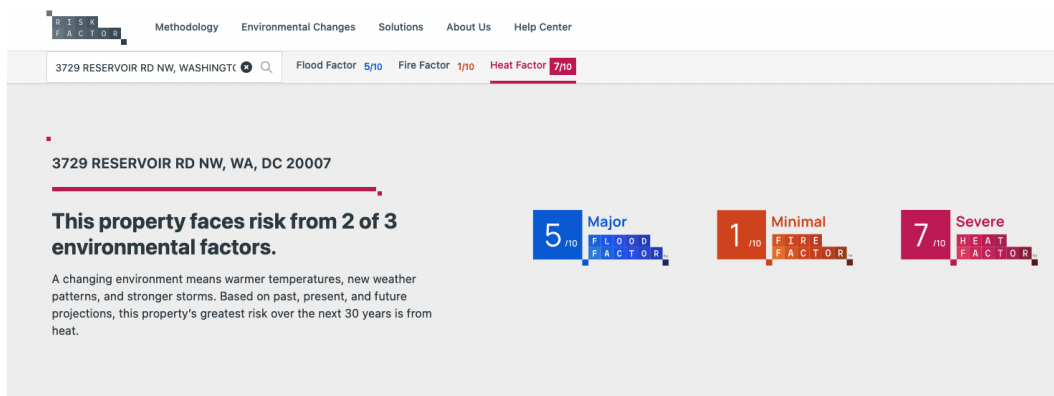 RISK
FACTOR
Methodology Environmental Changes Solutions About Us Help Center
3729 RESERVOIR RD NW, WASHINGT( Flood Factor 5/10 Fire Factor 1/10 Heat Factor 7/10
3729 RESERVOIR RD NW, WA, DC 20007
This property faces risk from 2 of 3
environmental factors.
A changing environment means warmer temperatures, new weather
patterns, and stronger storms. Based on past, present, and future
projections, this property's greatest risk over the next 30 years is from
heat.
5/10 Major
FLOOD
FACTOR
1/10 Minimal
FIRE
FACTOR
7/10 Severe
HEAT
FACTOR